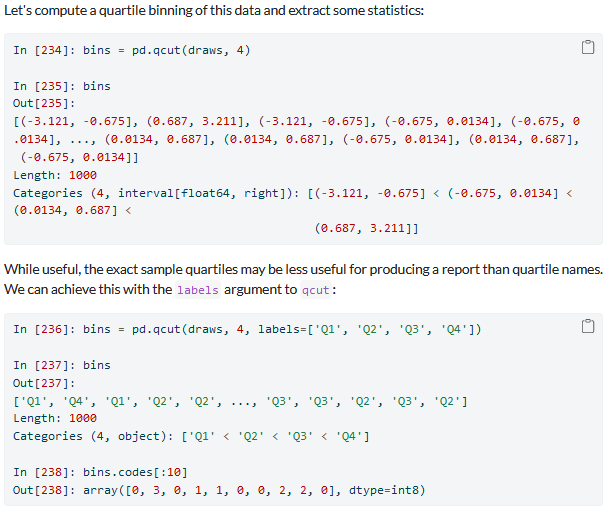 Let's compute a quartile binning of this data and extract some statistics:
In [234]: bins = pd.qcut(draws, 4)
In [235]: bins
Out[235]:
[(-3.121, -0.675], (0.687, 3.211], (-3.121, -0.675], (-0.675, 0.0134], (-0.675, 0
.0134], ..., (0.0134, 0.687], (0.0134, 0.687], (-0.675, 0.0134], (0.0134, 0.687],
 (-0.675, 0.0134]]
Length: 1000
Categories (4, interval[float64, right]): [(-3.121, -0.675] < (-0.675, 0.0134] <
(0.0134, 0.687] <
(0.687, 3.211]]
While useful, the exact sample quartiles may be less useful for producing a report than quartile names.
We can achieve this with the labels argument to qcut:
In [236]: bins = pd.qcut(draws, 4, labels=['Q1', 'Q2', 'Q3', 'Q4'])
In [237]: bins
Out[237]:
['Q1', 'Q4', 'Q1', 'Q2', 'Q2', ..., 'Q3', 'Q3', 'Q2', 'Q3', 'Q2']
Length: 1000
Categories (4, object): ['Q1' < 'Q2' < 'Q3' < 'Q4']
In [238]: bins.codes[:10]
Out[238]: array([0, 3, 0, 1, 1, 0, 0, 2, 2, 0], dtype=int8)